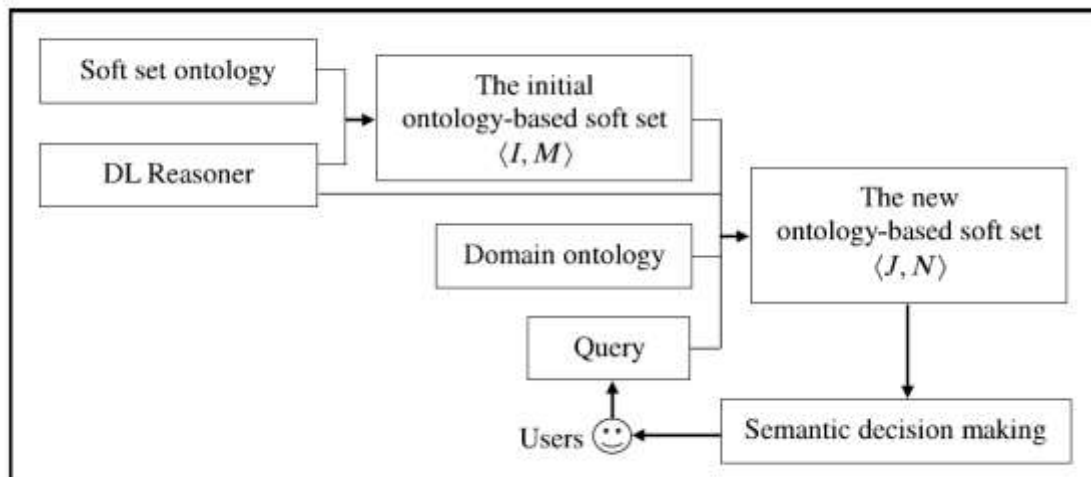 Soft set ontology
DL Reasoner
The initial
ontology-based soft set
⟨I, M⟩
Domain ontology
Query
Users
The new
ontology-based soft set
⟨J, N⟩
Semantic decision making